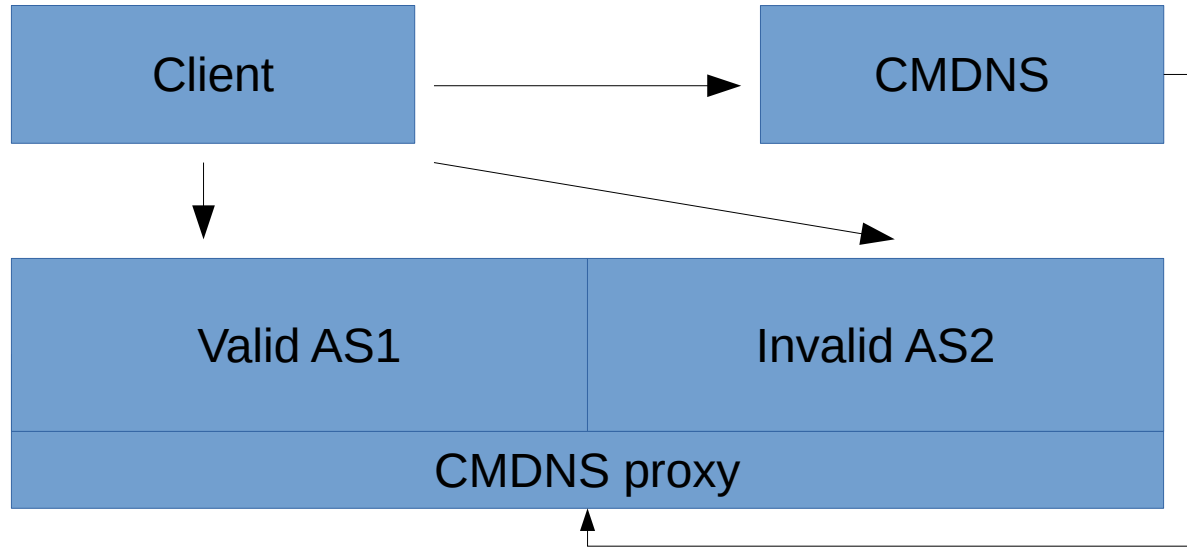 Client
CMDNS
Valid AS1
Invalid AS2
CMDNS proxy